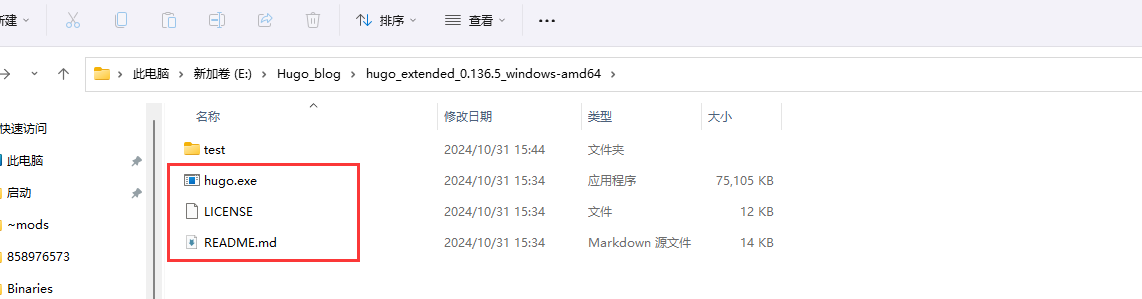 新建 排序 查看
此电脑 新加卷 (E:) Hugo_blog hugo_extended_0.136.5_windows-amd64
名称 修改日期 类型 大小
快速访问
此电脑
启动
~mods
858976573
Binaries
test 2024/10/31 15:44 文件夹
hugo.exe 2024/10/31 15:34 应用程序 75,105 KB
LICENSE 2024/10/31 15:34 文件 12 KB
README.md 2024/10/31 15:34 Markdown 源文件 14 KB